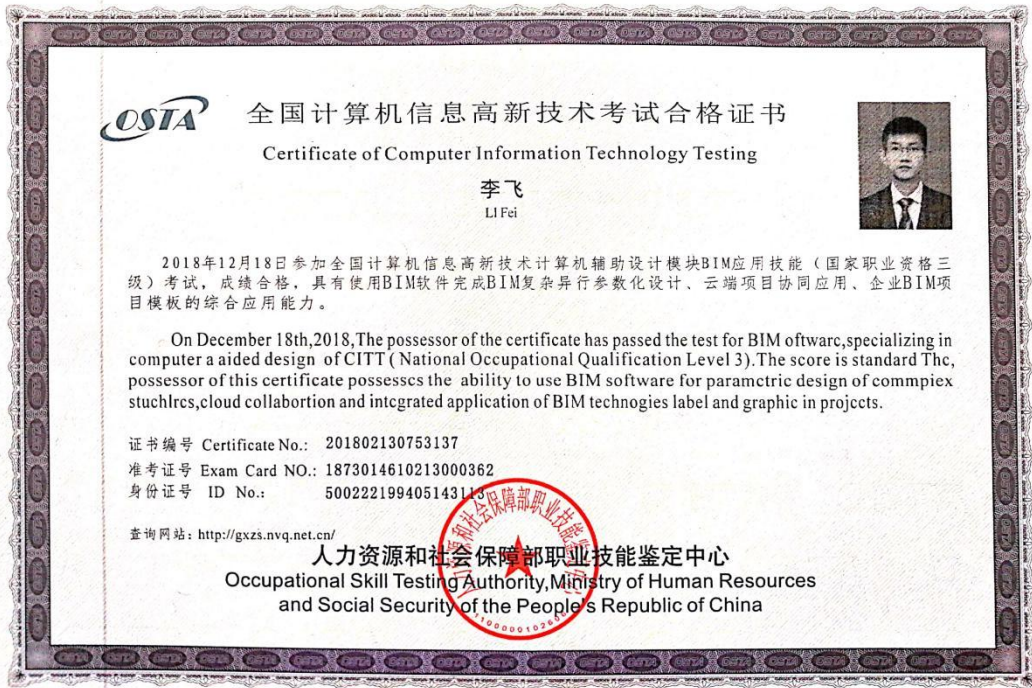 OSTA
全国计算机信息高新技术考试合格证书
Certificate of Computer Information Technology Testing
李飞
LI Fei
2018年12月18日参加全国计算机信息高新技术计算机辅助设计模块BIM应用技能（国家职业资格三
级）考试，成绩合格，具有使用BIM软件完成BIM复杂异行参数化设计、云端项目协同应用、企业BIM项
目模板的综合应用能力。
On December 18th,2018,The possessor of the certificate has passed the test for BIM oftwarc,specializing in
computer a aided design of CITT ( National Occupational Qualification Level 3).The score is standard Thc,
possessor of this certificate possesscs the ability to use BIM software for paramctric design of commpiex
stuchlrcs,cloud collabortion and intcgrated application of BIM technogies label and graphic in projccts.
证书编号 Certificate No.: 201802130753137
准考证号 Exam Card NO.: 1873014610213000362
身份证号 ID No.: 500222199405143113
查询网站: http://gxzs.nvq.net.cn/
人力资源和社会保障部职业技能鉴定中心
Occupational Skill Testing Authority,Ministry of Human Resources
and Social Security of the People's Republic of China